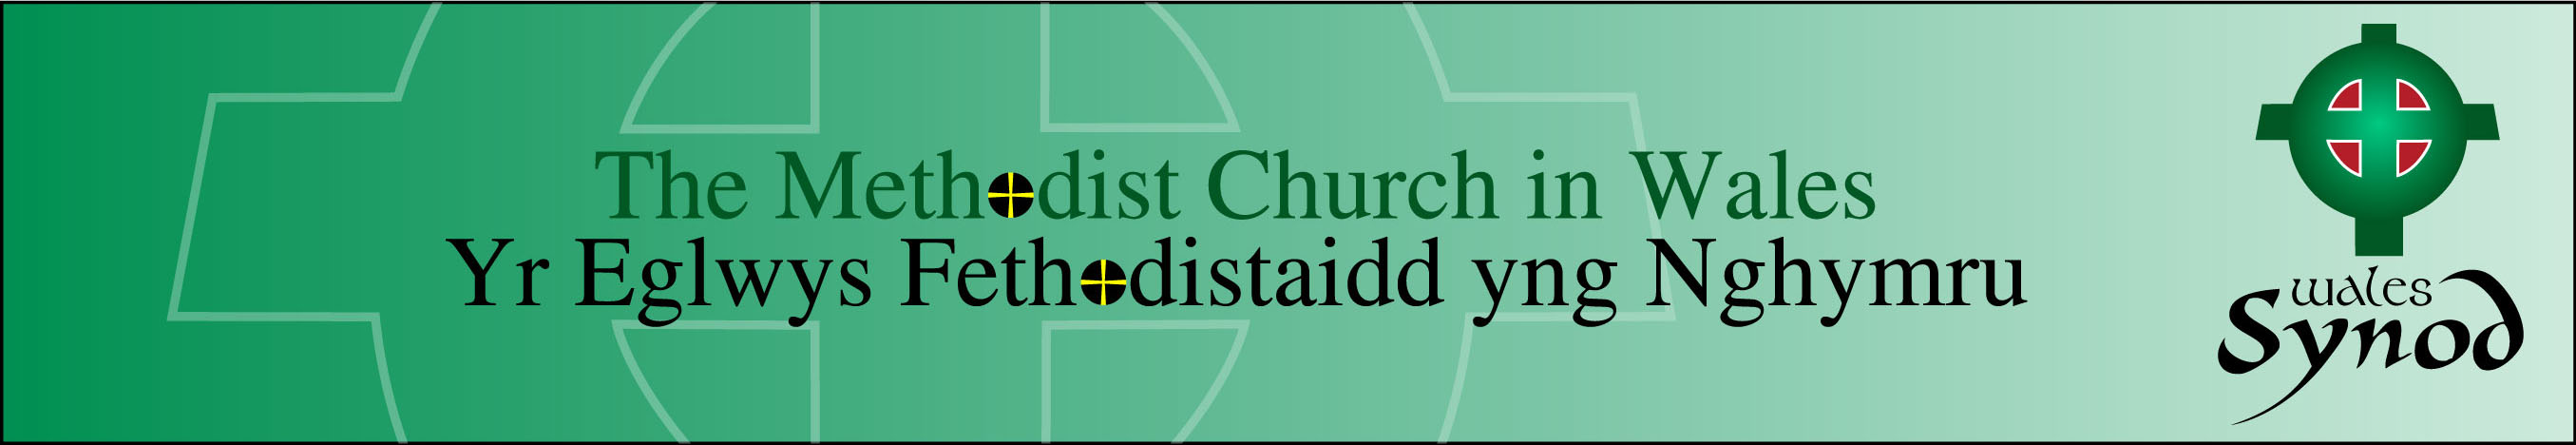 The Methodist Church in Wales
Yr Eglwys Fethodistaidd yng Nghymru
wales
synod